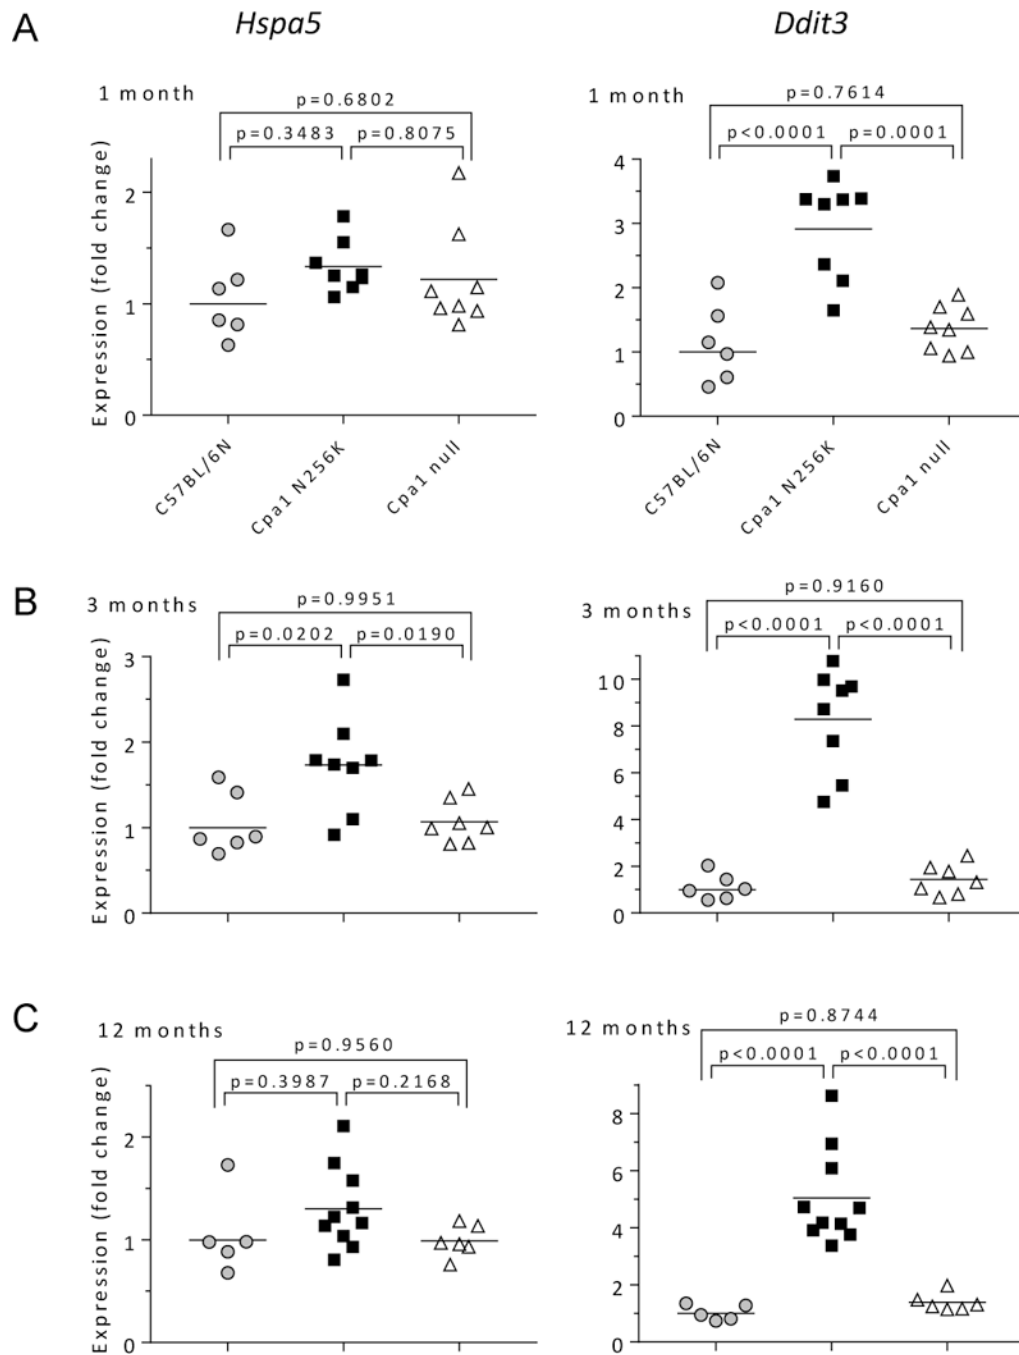 A
Hspa5
Ddit3
1 month
p=0.6802
p=0.3483
p=0.8075
Expression (fold change)
2
1
0
C57BL/6N
Cpa1 N256K
Cpa1 null
1 month
p=0.7614
p<0.0001
p=0.0001
4
3
2
1
0
C57BL/6N
Cpa1 N256K
Cpa1 null
B
3 months
p=0.9951
p=0.0202
p=0.0190
Expression (fold change)
3
2
1
0
3 months
p=0.9160
p<0.0001
p<0.0001
10
8
6
4
2
0
C
12 months
p=0.9560
p=0.3987
p=0.2168
Expression (fold change)
2
1
0
12 months
p=0.8744
p<0.0001
p<0.0001
8
6
4
2
0